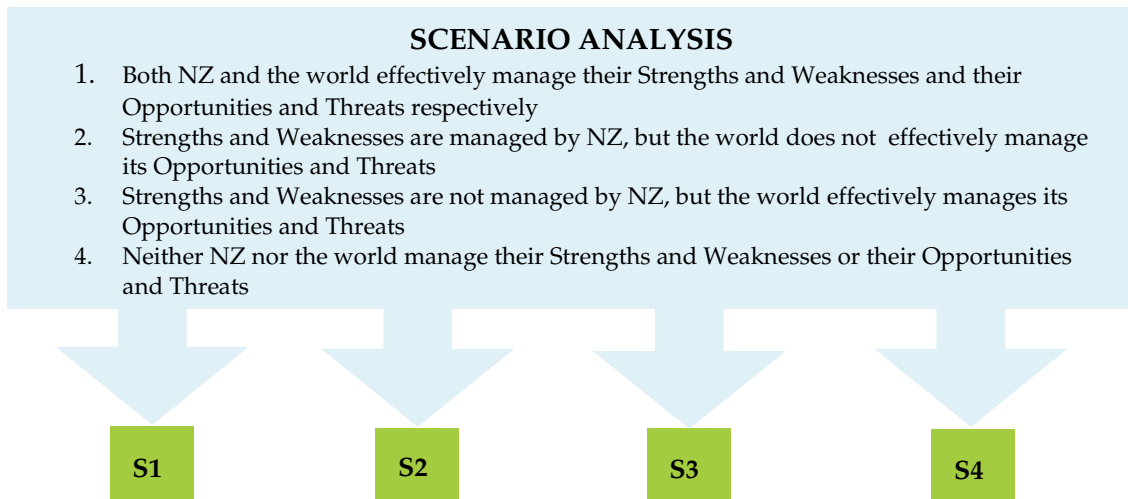 SCENARIO ANALYSIS
1. Both NZ and the world effectively manage their Strengths and Weaknesses and their
Opportunities and Threats respectively
2. Strengths and Weaknesses are managed by NZ, but the world does not effectively manage
its Opportunities and Threats
3. Strengths and Weaknesses are not managed by NZ, but the world effectively manages its
Opportunities and Threats
4. Neither NZ nor the world manage their Strengths and Weaknesses or their Opportunities
and Threats
S1
S2
S3
S4